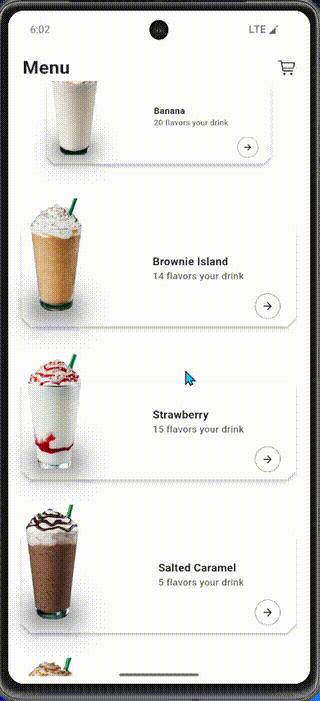 6:02
LTE
Menu
Banana
20 flavors your drink
Brownie Island
14 flavors your drink
Strawberry
15 flavors your drink
Salted Caramel
5 flavors your drink